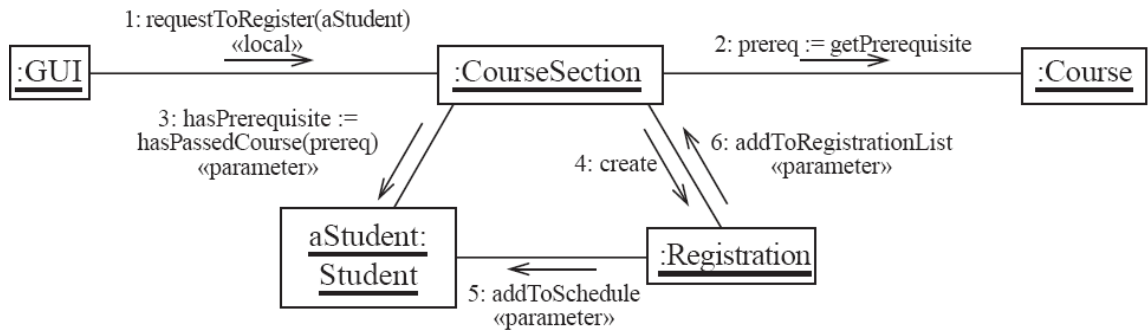 1: requestToRegister(aStudent)
«local»
2: prereq := getPrerequisite
:GUI
:CourseSection
:Course
3: hasPrerequisite :=
hasPassedCourse(prereq)
«parameter»
4: create
6: addToRegistrationList
«parameter»
aStudent:
Student
:Registration
5: addToSchedule
«parameter»